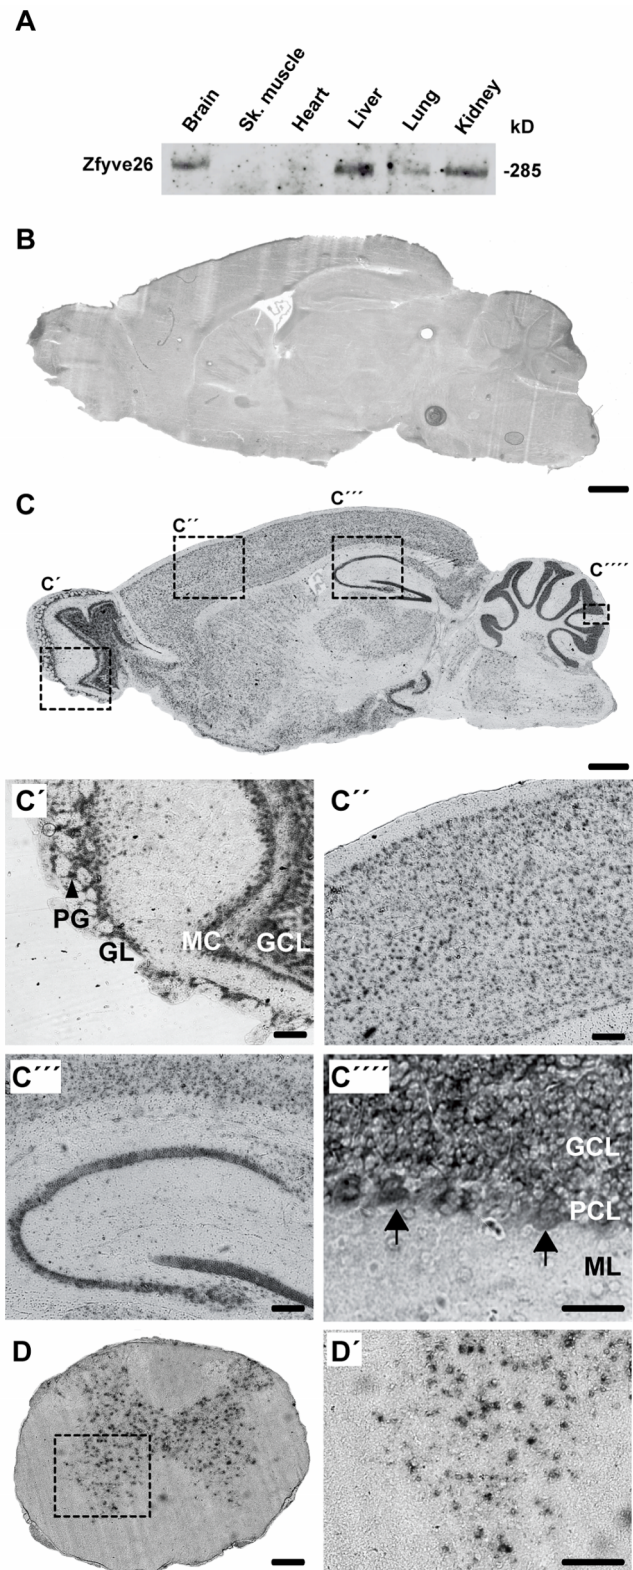 A
Brain Sk. muscle Heart Liver Lung Kidney kD
Zfyve26 -285
B
C
C´ C´´ C´´´ C´´´´
C´ C´´
PG GL MC GCL
C´´´ C´´´´
GCL
PCL
ML
D D´